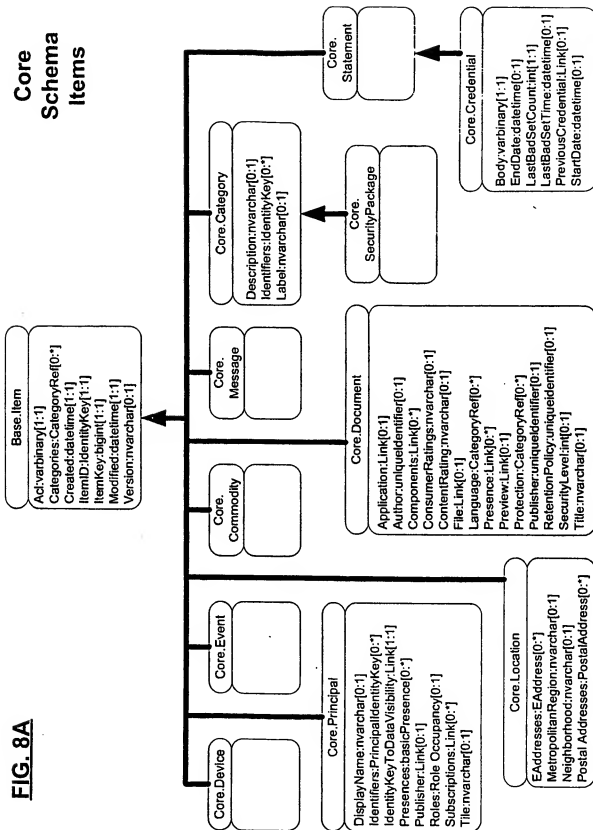 FIG. 8A
Core
Schema
Items
Base.Item
Acl:varbinary[1:1]
Categories:CategoryRef[0:*]
Created:datetime[1:1]
ItemID:IdentityKey[1:1]
ItemKey:bigint[1:1]
Modified:datetime[1:1]
Version:nvarchar[0:1]
Core.Device
Core.Event
Core.
Commodity
Core.
Message
Core.Category
Description:nvarchar[0:1]
Identifiers:IdentityKey[0:*]
Label:nvarchar[0:1]
Core.
Statement
Core.Principal
DisplayName:nvarchar[0:1]
Identifiers:PrincipalIdentityKey[0:*]
IdentityKeyToDataVisibility:Link[1:1]
Presences:basicPresence[0:*]
Publisher:Link[0:1]
Roles:Role Occupancy[0:1]
Subscriptions:Link[0:*]
Tile:nvarchar[0:1]
Core.Location
EAddresses:EAddress[0:*]
MetropolitanRegion:nvarchar[0:1]
Neighborhood:nvarchar[0:1]
Postal Addresses:PostalAddress[0:*]
Core.Document
Application:Link[0:1]
Author:uniqueIdentifier[0:1]
Components:Link[0:*]
ConsumerRatings:nvarchar[0:1]
ContentRating:nvarchar[0:1]
File:Link[0:1]
Language:CategoryRef[0:*]
Presence:Link[0:*]
Preview:Link[0:1]
Protection:CategoryRef[0:*]
Publisher:uniqueidentifier[0:1]
RetentionPolicy:uniqueidentifier[0:1]
SecurityLevel:int[0:1]
Title:nvarchar[0:1]
Core.
SecurityPackage
Core.Credential
Body:varbinary[1:1]
EndDate:datetime[0:1]
LastBadSetCount:int[1:1]
LastBadSetTime:datetime[0:1]
PreviousCredential:Link[0:1]
StartDate:datetime[0:1]